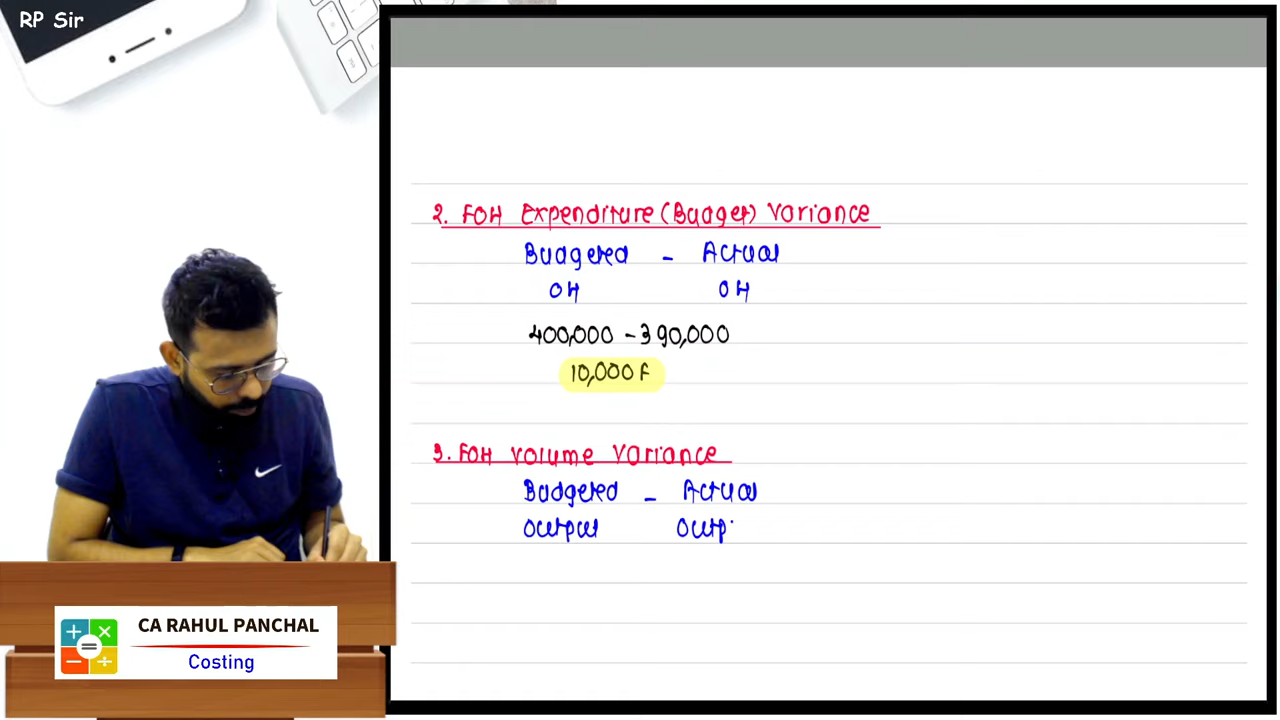 RP Sir
2. FOH Expenditure (Budget) Variance
Budgeted - Actual
OH OH
400,000 - 390,000
10,000 F
3. FOH Volume Variance
Budgeted - Actual
Output Outp
CA RAHUL PANCHAL
Costing